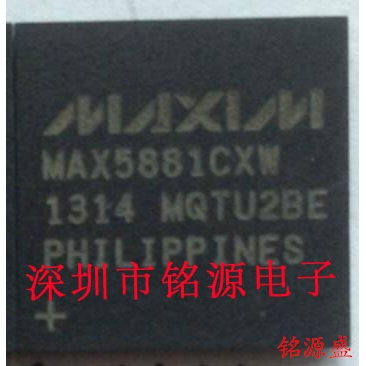 MAXIM
MAX5881CXW
1314 MQTU2BE
PHILIPPINES
深圳市铭源电子
+
铭源盛